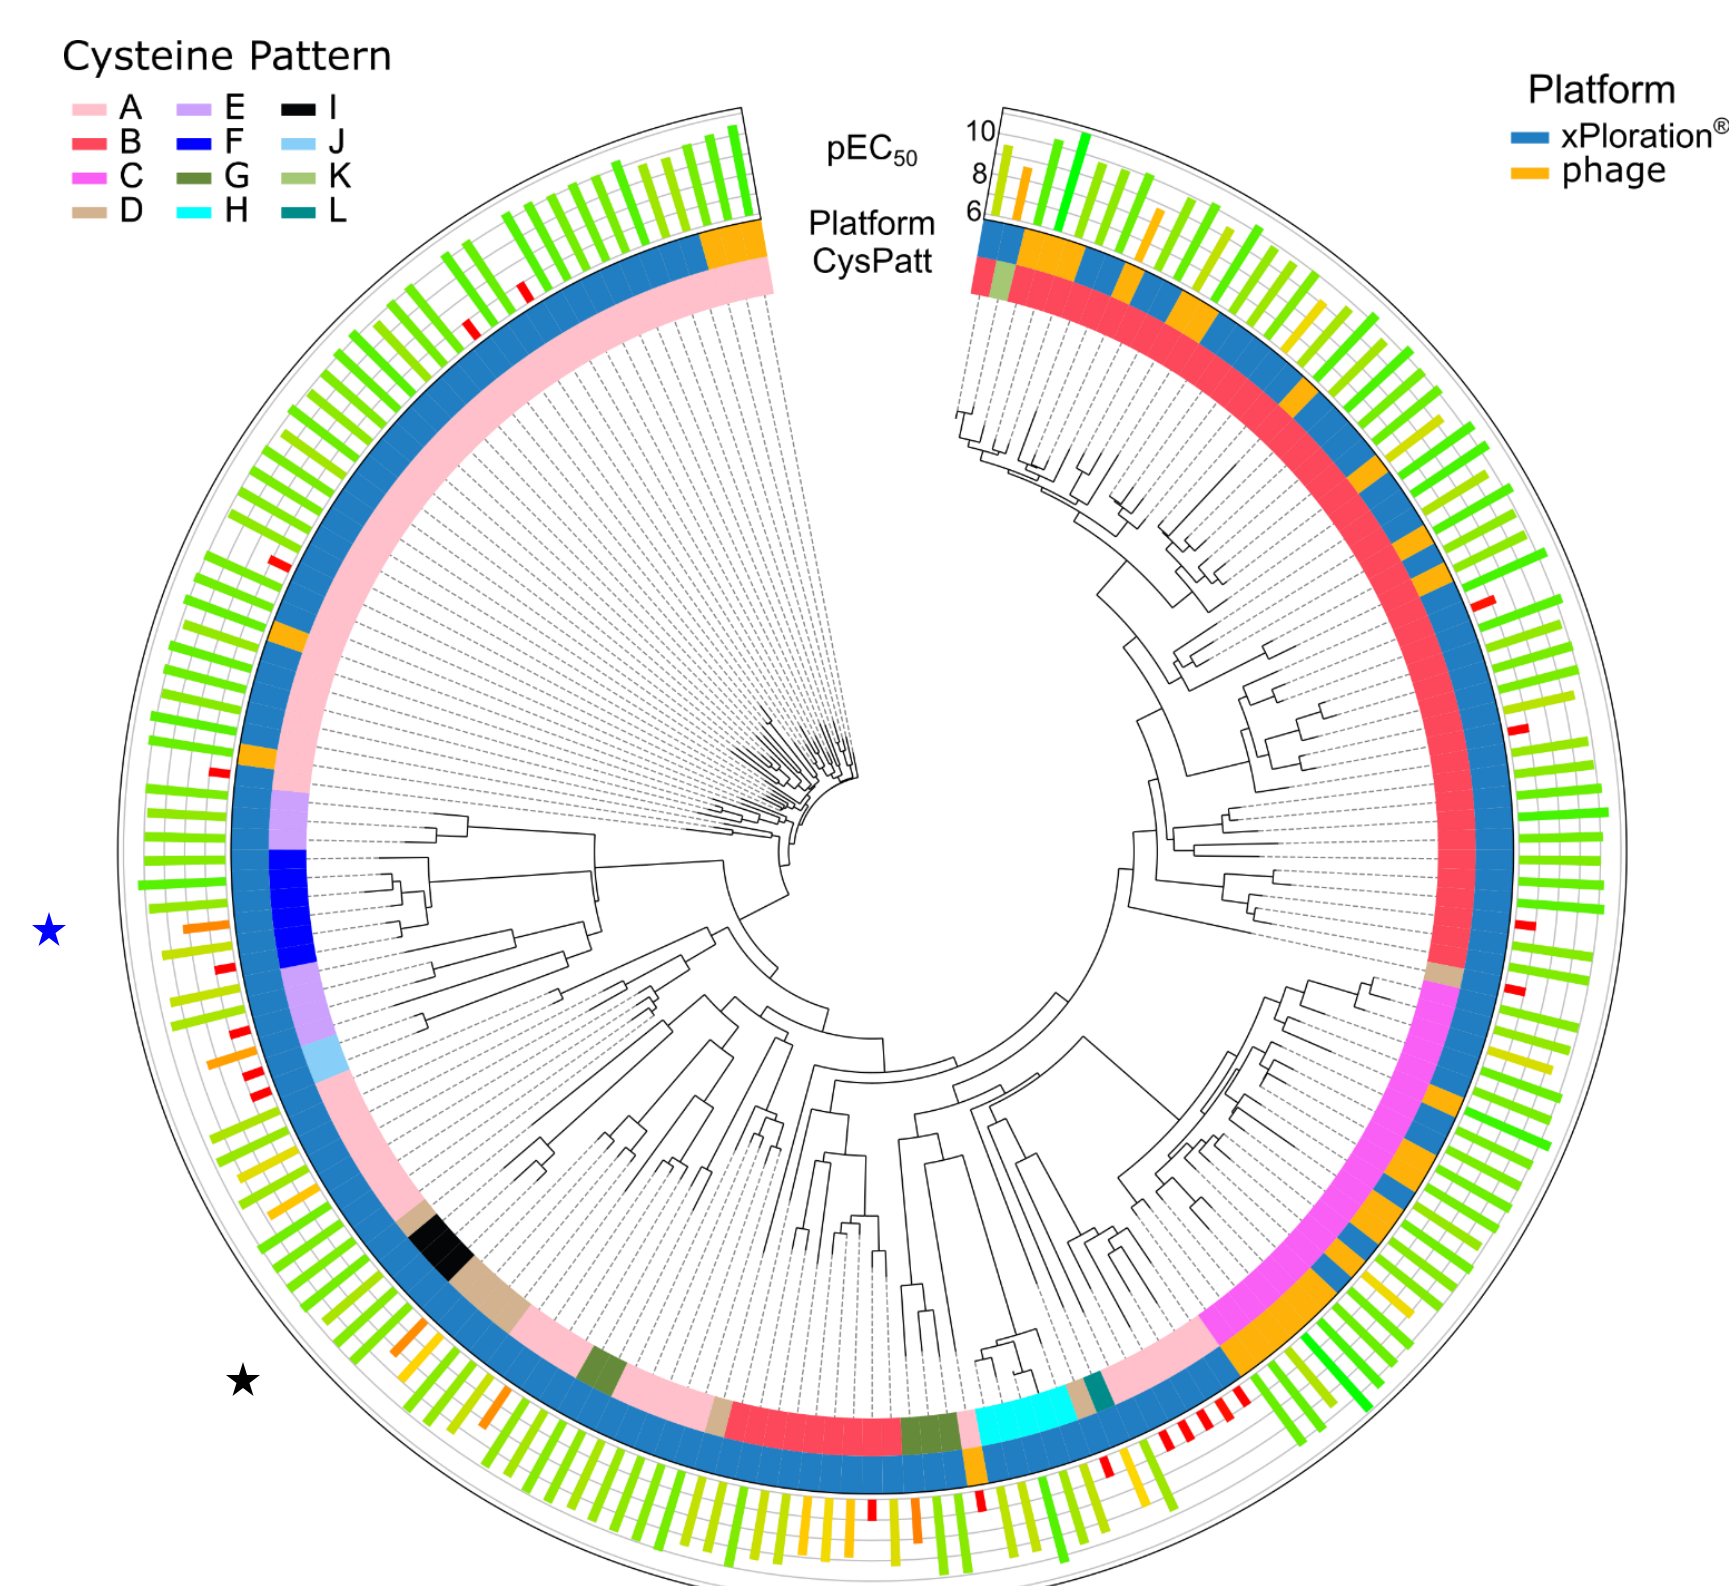 Cysteine Pattern
A E I
B F J
C G K
D H L
Platform
xPloration®
phage
pEC50
Platform
CysPatt
10
8
6